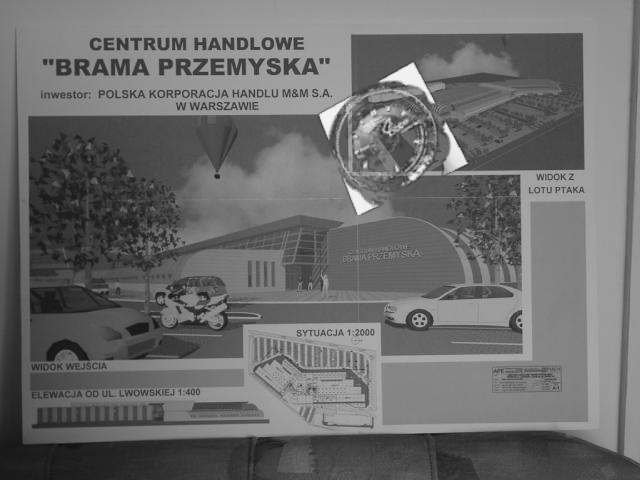 CENTRUM HANDLOWE
"BRAMA PRZEMYSKA"
inwestor: POLSKA KORPORACJA HANDLU M&M S.A.
W WARSZAWIE
WIDOK Z
LOTU PTAKA
CENTRUM HANDLOWE
BRAMA PRZEMYSKA
SYTUACJA 1:2000
WIDOK WEJŚCIA
ELEWACJA OD UL. LWOWSKIEJ 1:400
APE